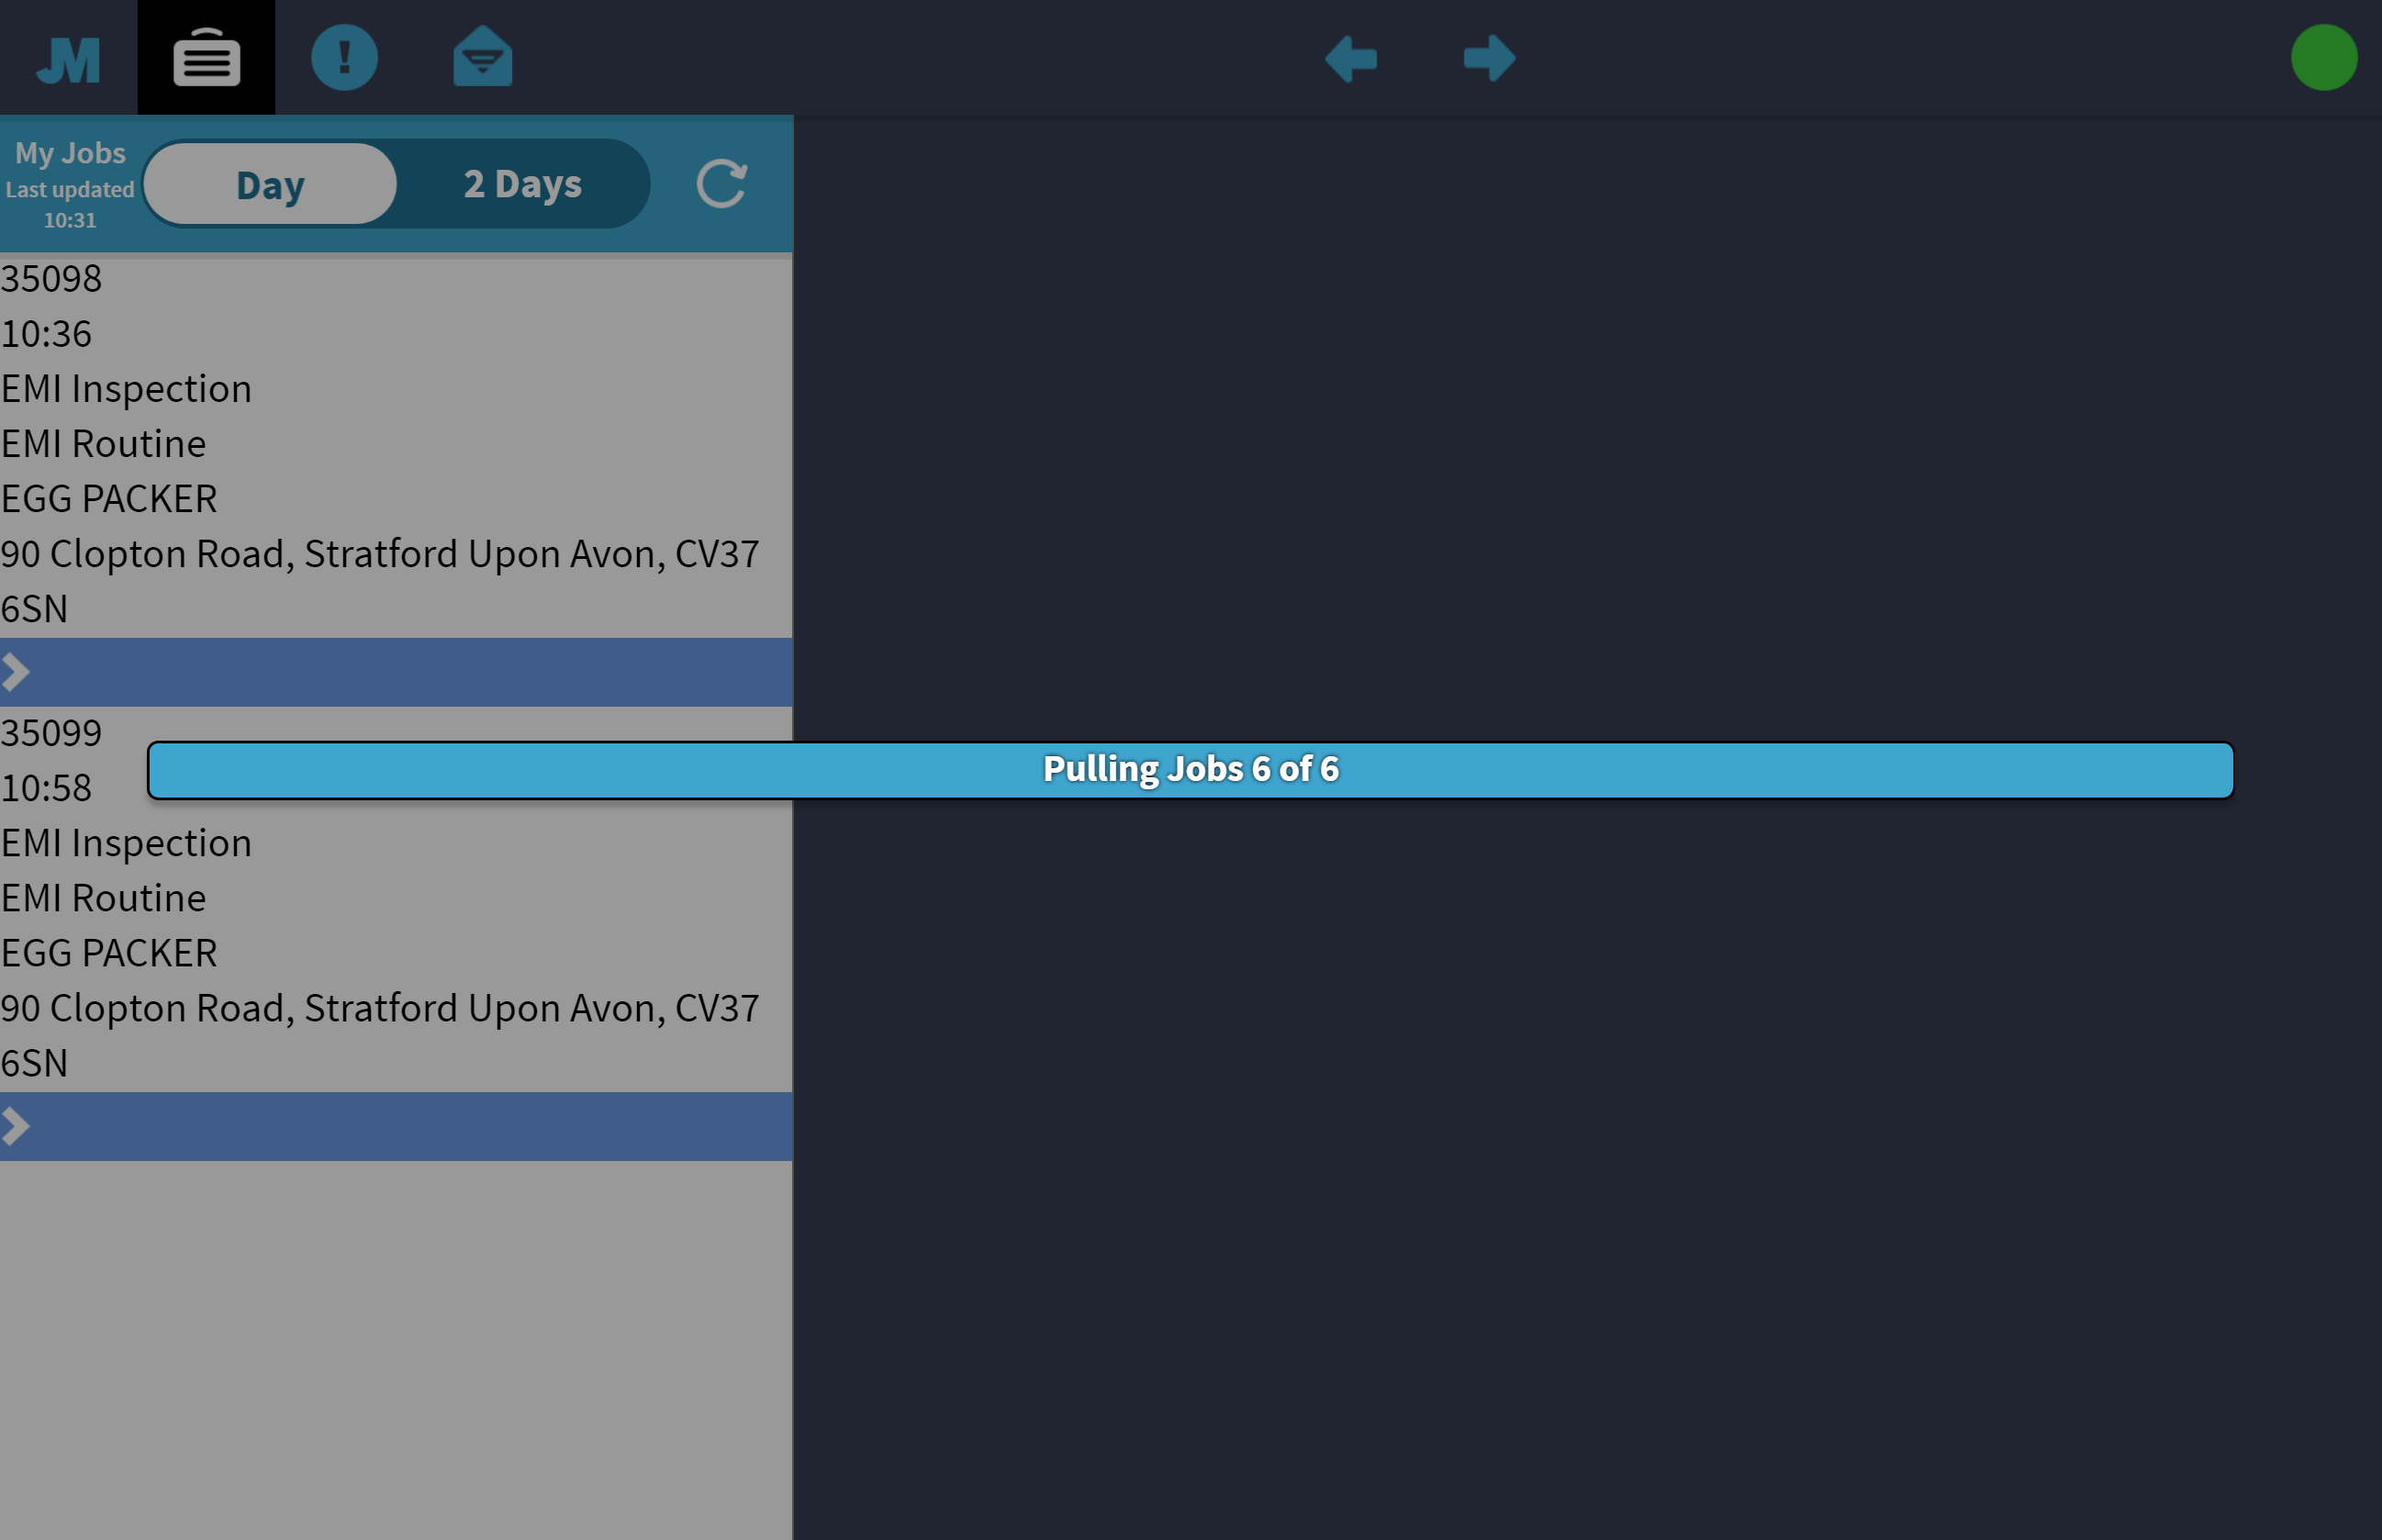 JM
!
My Jobs
Last updated
10:31
Day
2 Days
35098
10:36
EMI Inspection
EMI Routine
EGG PACKER
90 Clopton Road, Stratford Upon Avon, CV37
6SN
35099
10:58
Pulling Jobs 6 of 6
EMI Inspection
EMI Routine
EGG PACKER
90 Clopton Road, Stratford Upon Avon, CV37
6SN